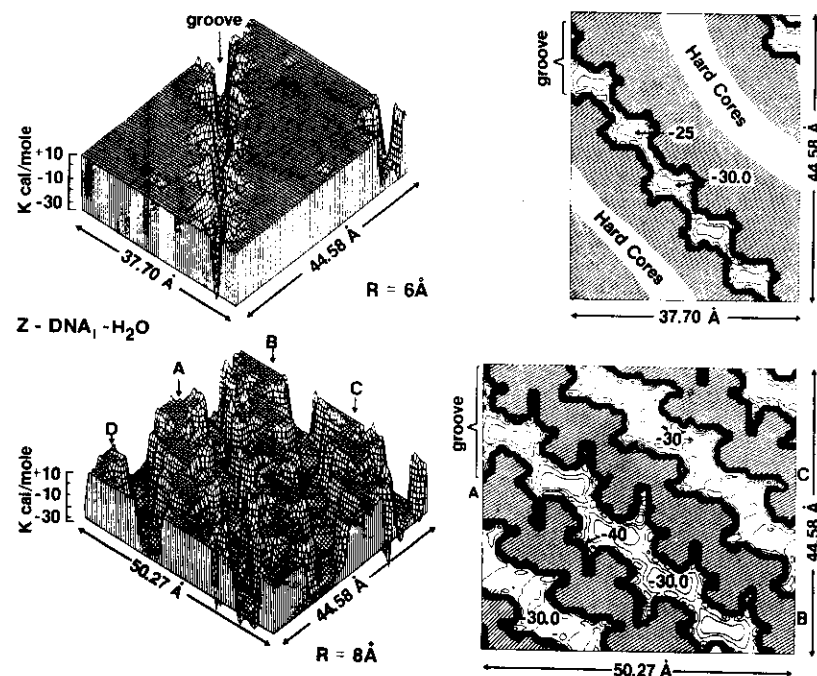 groove
K cal/mole
+10
-10
-30
37.70 Å
44.58 Å
R = 6Å
groove
Hard Cores
-25
-30.0
Hard Cores
44.58 Å
37.70 Å
Z - DNA₁ -H₂O
A
B
C
D
K cal/mole
+10
-10
-30
50.27 Å
44.58 Å
R = 8Å
groove
A
-30
C
-40
-30.0
-30.0
B
44.58 Å
50.27 Å